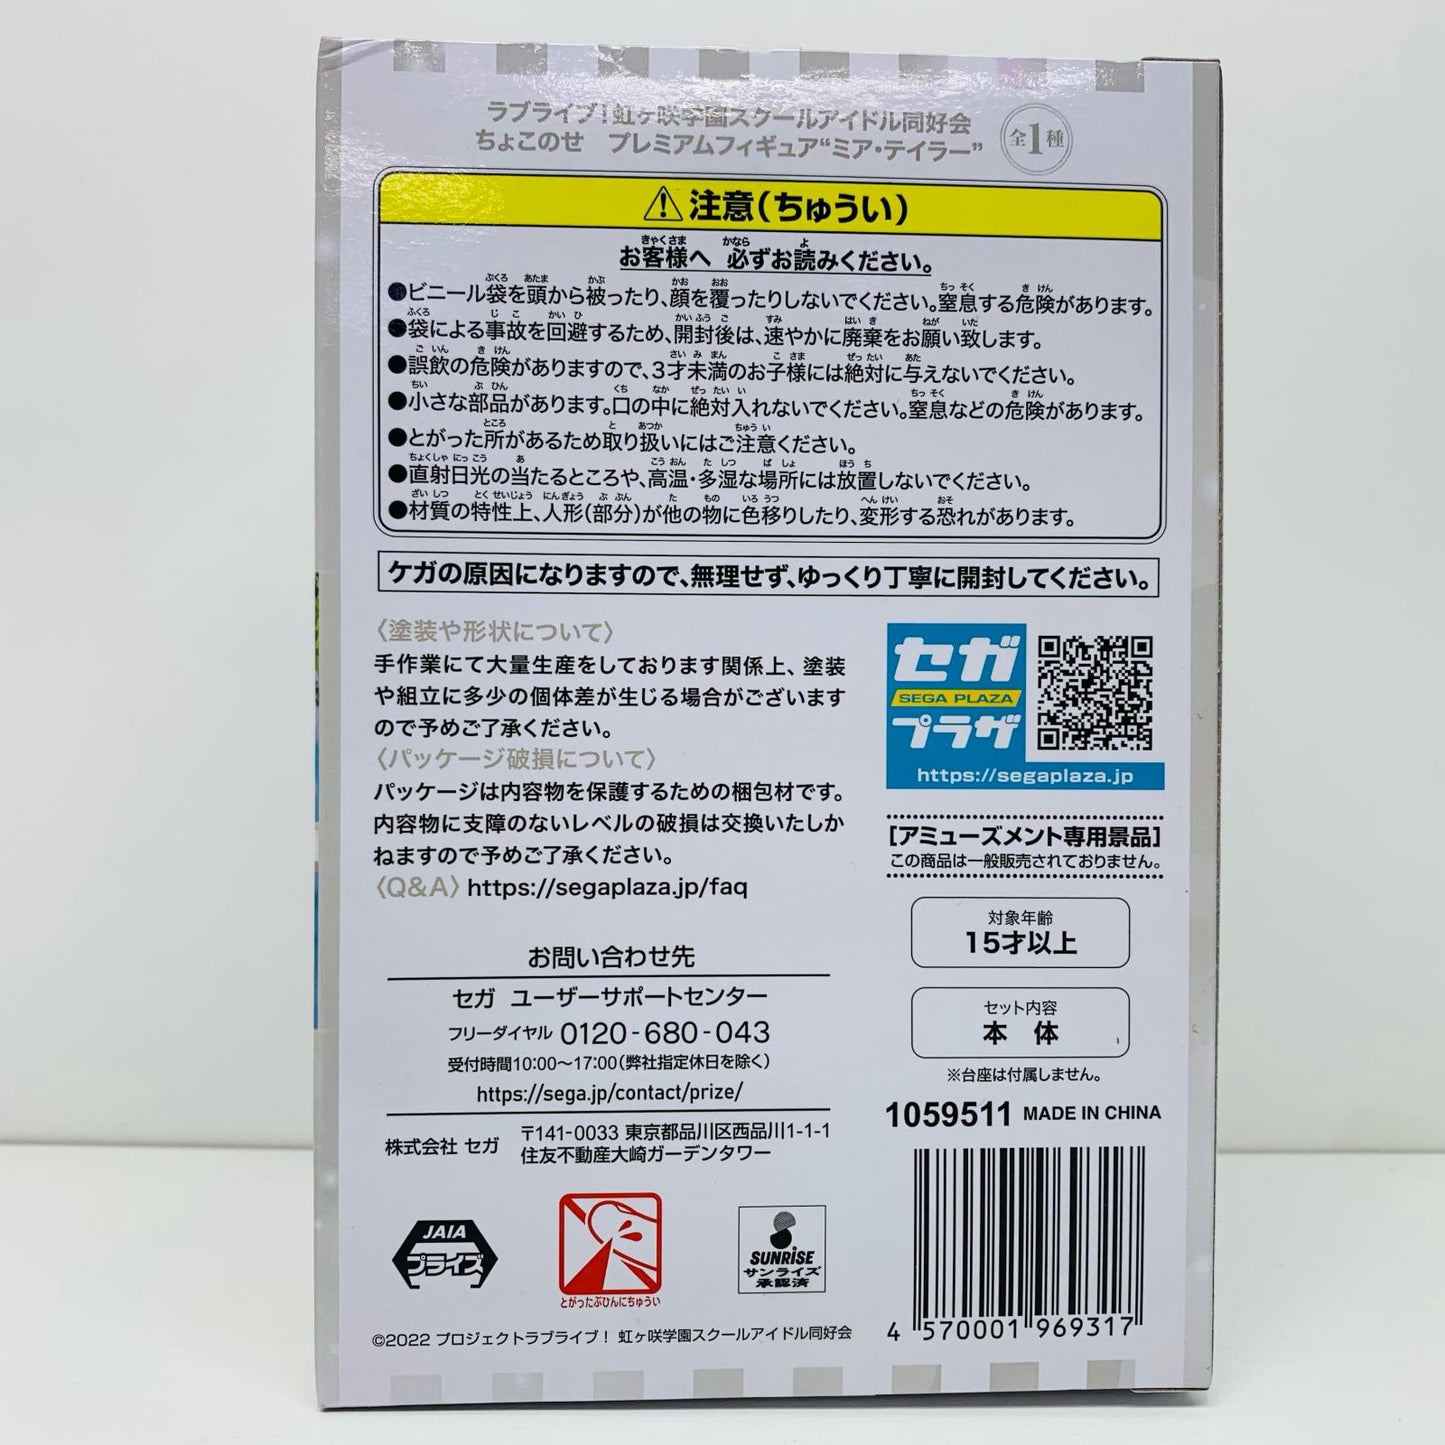 ラブライブ!虹ヶ咲学園スクールアイドル同好会
ちょこのせ プレミアムフィギュア“ミア・テイラー”
全1種
注意(ちゅうい)
お客様へ 必ずお読みください。
●ビニール袋を頭から被ったり、顔を覆ったりしないでください。窒息する危険があります。
●袋による事故を回避するため、開封後は、速やかに廃棄をお願い致します。
●誤飲の危険がありますので、3才未満のお子様には絶対に与えないでください。
●小さな部品があります。口の中に絶対入れないでください。窒息などの危険があります。
●とがった所があるため取り扱いにはご注意ください。
●直射日光の当たるところや、高温・多湿な場所には放置しないでください。
●材質の特性上、人形(部分)が他の物に色移りしたり、変形する恐れがあります。
ケガの原因になりますので、無理せず、ゆっくり丁寧に開封してください。
〈塗装や形状について〉
手作業にて大量生産をしております関係上、塗装
や組立に多少の個体差が生じる場合がございます
ので予めご了承ください。
〈パッケージ破損について〉
パッケージは内容物を保護するための梱包材です。
内容物に支障のないレベルの破損は交換いたしか
ねますので予めご了承ください。
〈Q&A〉https://segaplaza.jp/faq
お問い合わせ先
セガ ユーザーサポートセンター
フリーダイヤル 0120-680-043
受付時間10:00〜17:00(弊社指定休日を除く)
https://sega.jp/contact/prize/
株式会社 セガ
〒141-0033 東京都品川区西品川1-1-1
住友不動産大崎ガーデンタワー
セガ
SEGA PLAZA
プラザ
https://segaplaza.jp
[アミューズメント専用景品]
この商品は一般販売されておりません。
対象年齢
15才以上
セット内容
本 体
※台座は付属しません。
1059511 MADE IN CHINA
4 570001 969317
JAIA
プライズ
とがったぶひんにちゅうい
SUNRiSE
サンライズ
承認済
©2022 プロジェクトラブライブ! 虹ヶ咲学園スクールアイドル同好会